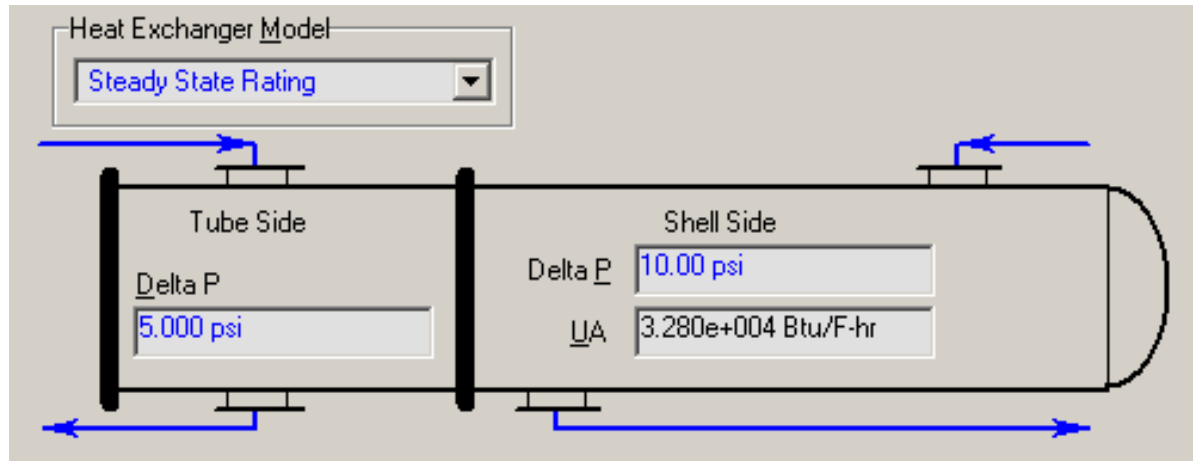 Heat Exchanger Model
Steady State Rating
Tube Side
Shell Side
Delta P
5.000 psi
Delta P
10.00 psi
UA
3.280e+004 Btu/F-hr